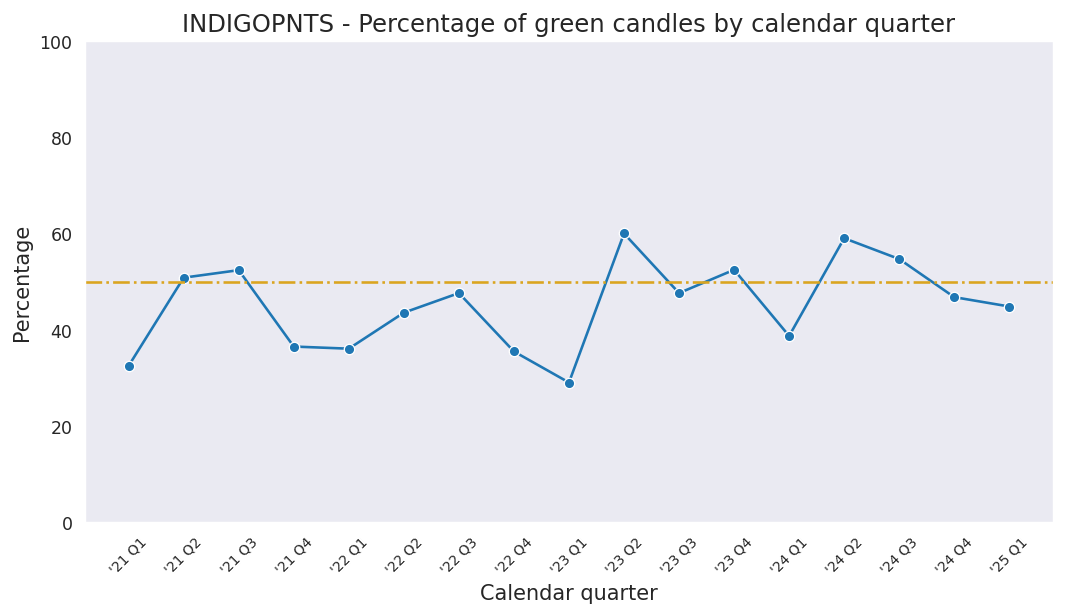 INDIGOPNTS - Percentage of green candles by calendar quarter
Percentage
100
80
60
40
20
0
'21 Q1
'21 Q2
'21 Q3
'21 Q4
'22 Q1
'22 Q2
'22 Q3
'22 Q4
'23 Q1
'23 Q2
'23 Q3
'23 Q4
'24 Q1
'24 Q2
'24 Q3
'24 Q4
'25 Q1
Calendar quarter